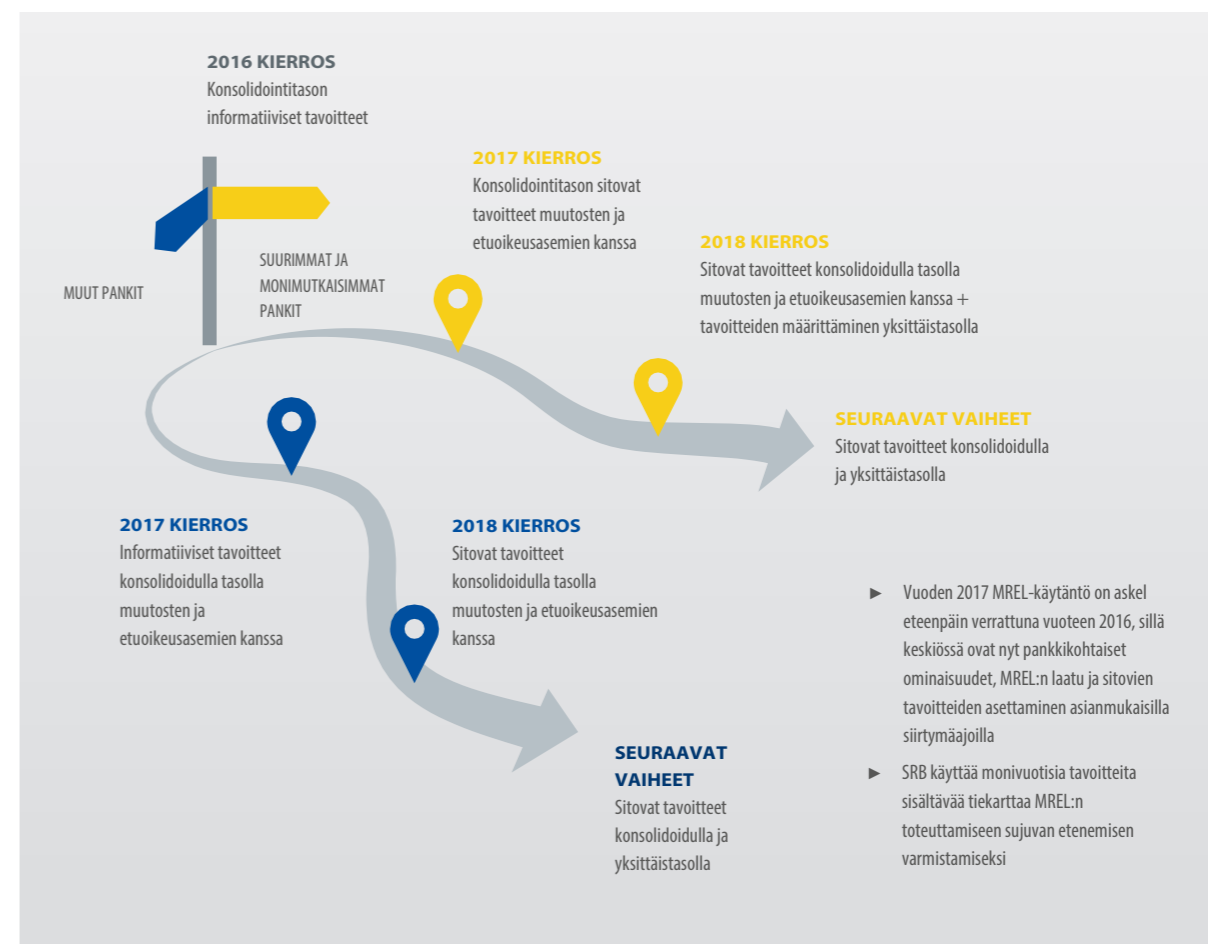 2016 KIERROS
Konsolidointitason
informatiiviset tavoitteet
MUUT PANKIT
SUURIMMAT JA
MONIMUTKAISIMMAT
PANKIT
2017 KIERROS
Konsolidointitason sitovat
tavoitteet muutosten ja
etuoikeusasemien kanssa
2018 KIERROS
Sitovat tavoitteet konsolidoidulla tasolla
muutosten ja etuoikeusasemien kanssa +
tavoitteiden määrittäminen yksittäistasolla
SEURAAVAT VAIHEET
Sitovat tavoitteet konsolidoidulla
ja yksittäistasolla
2017 KIERROS
Informatiiviset tavoitteet
konsolidoidulla tasolla
muutosten ja
etuoikeusasemien kanssa
2018 KIERROS
Sitovat tavoitteet
konsolidoidulla tasolla
muutosten ja etuoikeusasemien
kanssa
SEURAAVAT
VAIHEET
Sitovat tavoitteet
konsolidoidulla ja
yksittäistasolla
► Vuoden 2017 MREL-käytäntö on askel
eteenpäin verrattuna vuoteen 2016, sillä
keskiössä ovat nyt pankkikohtaiset
ominaisuudet, MREL:n laatu ja sitovien
tavoitteiden asettaminen asianmukaisilla
siirtymäajoilla
► SRB käyttää monivuotisia tavoitteita
sisältävää tiekarttaa MREL:n
toteuttamiseen sujuvan etenemisen
varmistamiseksi